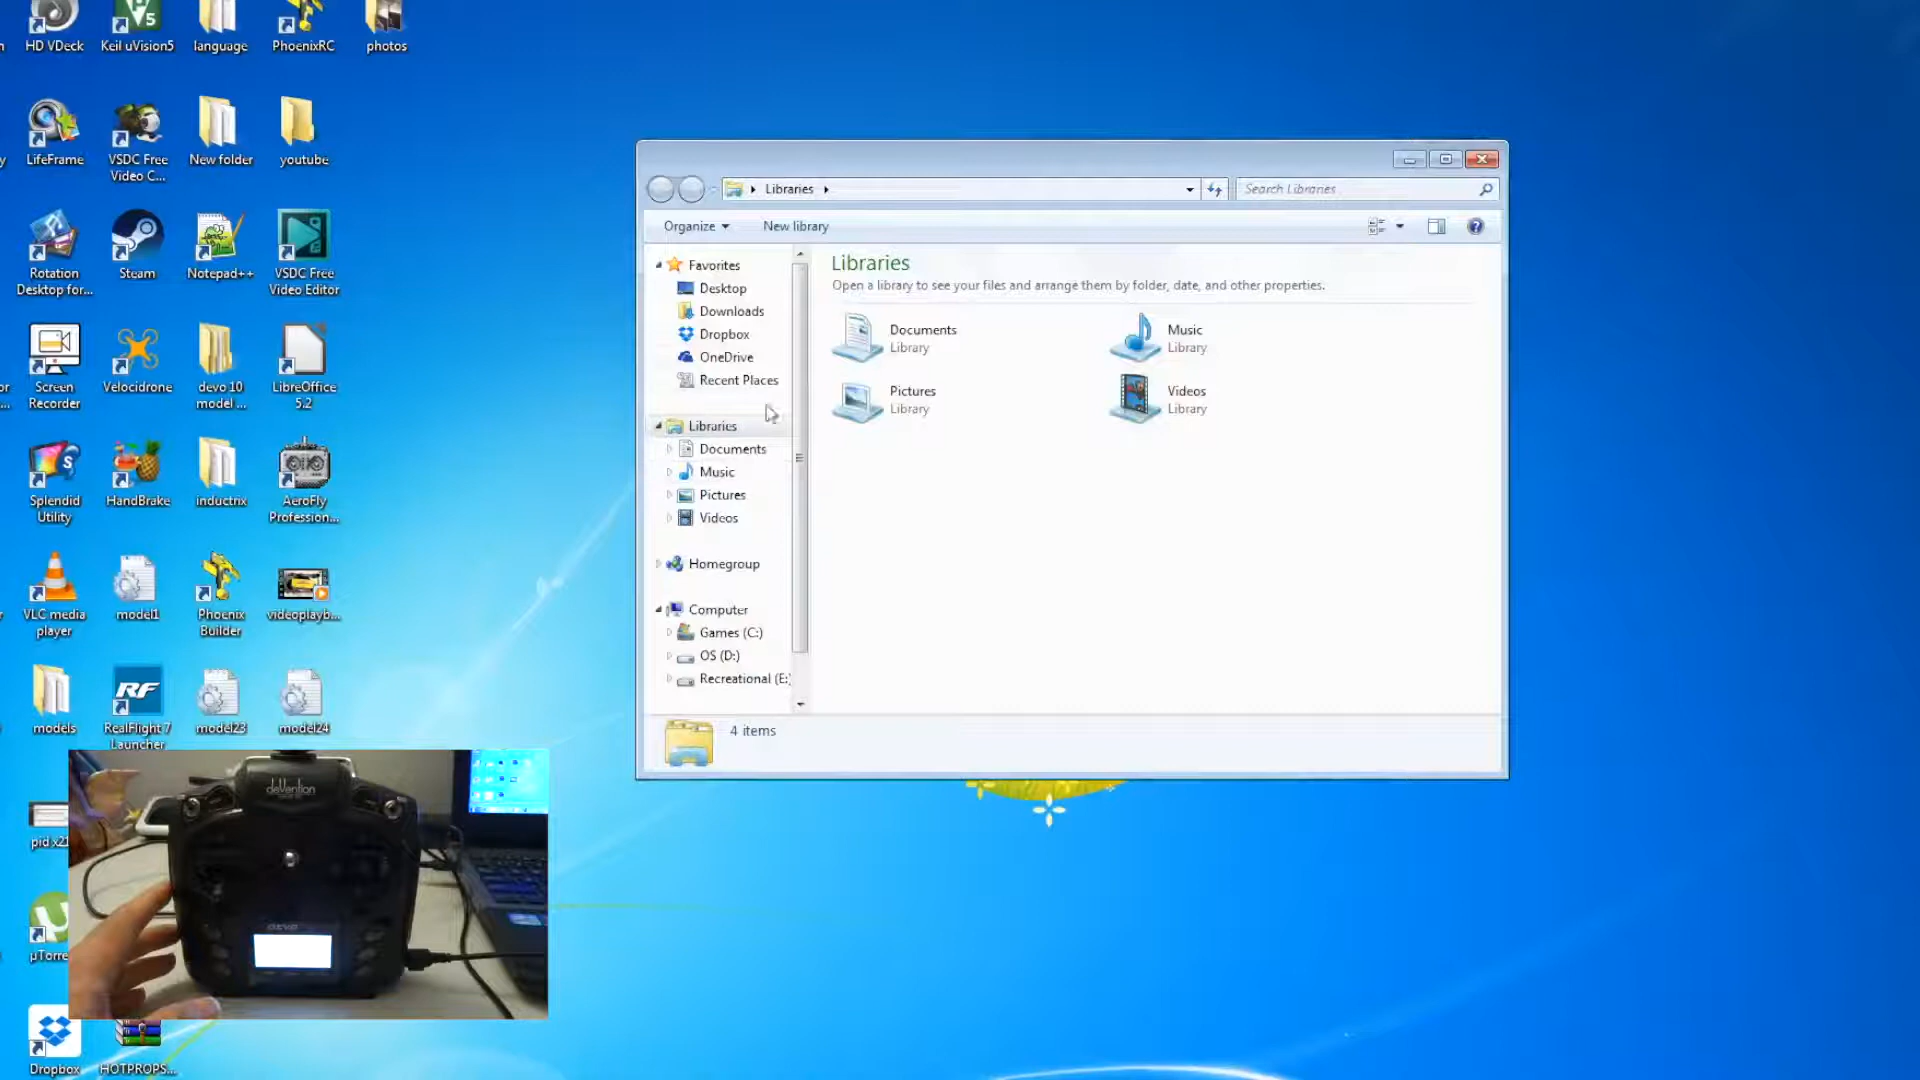 HD VDeck
Keil uVision5
language
PhoenixRC
photos
LifeFrame
VSDC Free
Video C...
New folder
youtube
Rotation
Desktop for...
Steam
Notepad++
VSDC Free
Video Editor
Screen
Recorder
Velocidrone
devo 10
model ...
LibreOffice
5.2
Splendid
Utility
HandBrake
inductrix
AeroFly
Profession...
VLC media
player
model1
Phoenix
Builder
videoplayb...
models
RF
RealFlight 7
Launcher
model23
model24
pid x21
µTorre
Dropbox
HOTPROPS...
devention
DEVO
Libraries
Search Libraries
Organize
New library
Favorites
Desktop
Downloads
Dropbox
OneDrive
Recent Places
Libraries
Documents
Music
Pictures
Videos
Homegroup
Computer
Games (C:)
OS (D:)
Recreational (E:
Libraries
Open a library to see your files and arrange them by folder, date, and other properties.
Documents
Library
Music
Library
Pictures
Library
Videos
Library
4 items